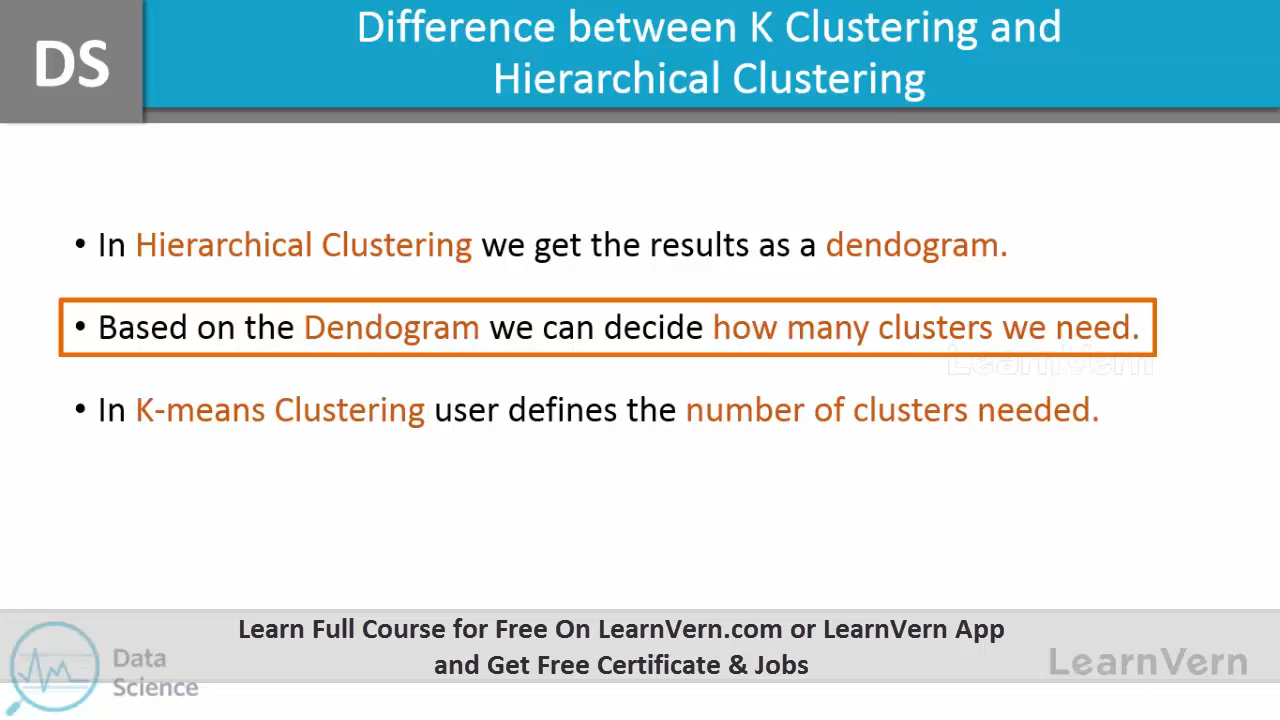 DS
Difference between K Clustering and
Hierarchical Clustering
• In Hierarchical Clustering we get the results as a dendogram.
• Based on the Dendogram we can decide how many clusters we need.
LearnVern
• In K-means Clustering user defines the number of clusters needed.
Learn Full Course for Free On LearnVern.com or LearnVern App
and Get Free Certificate & Jobs
Data
Science
LearnVern